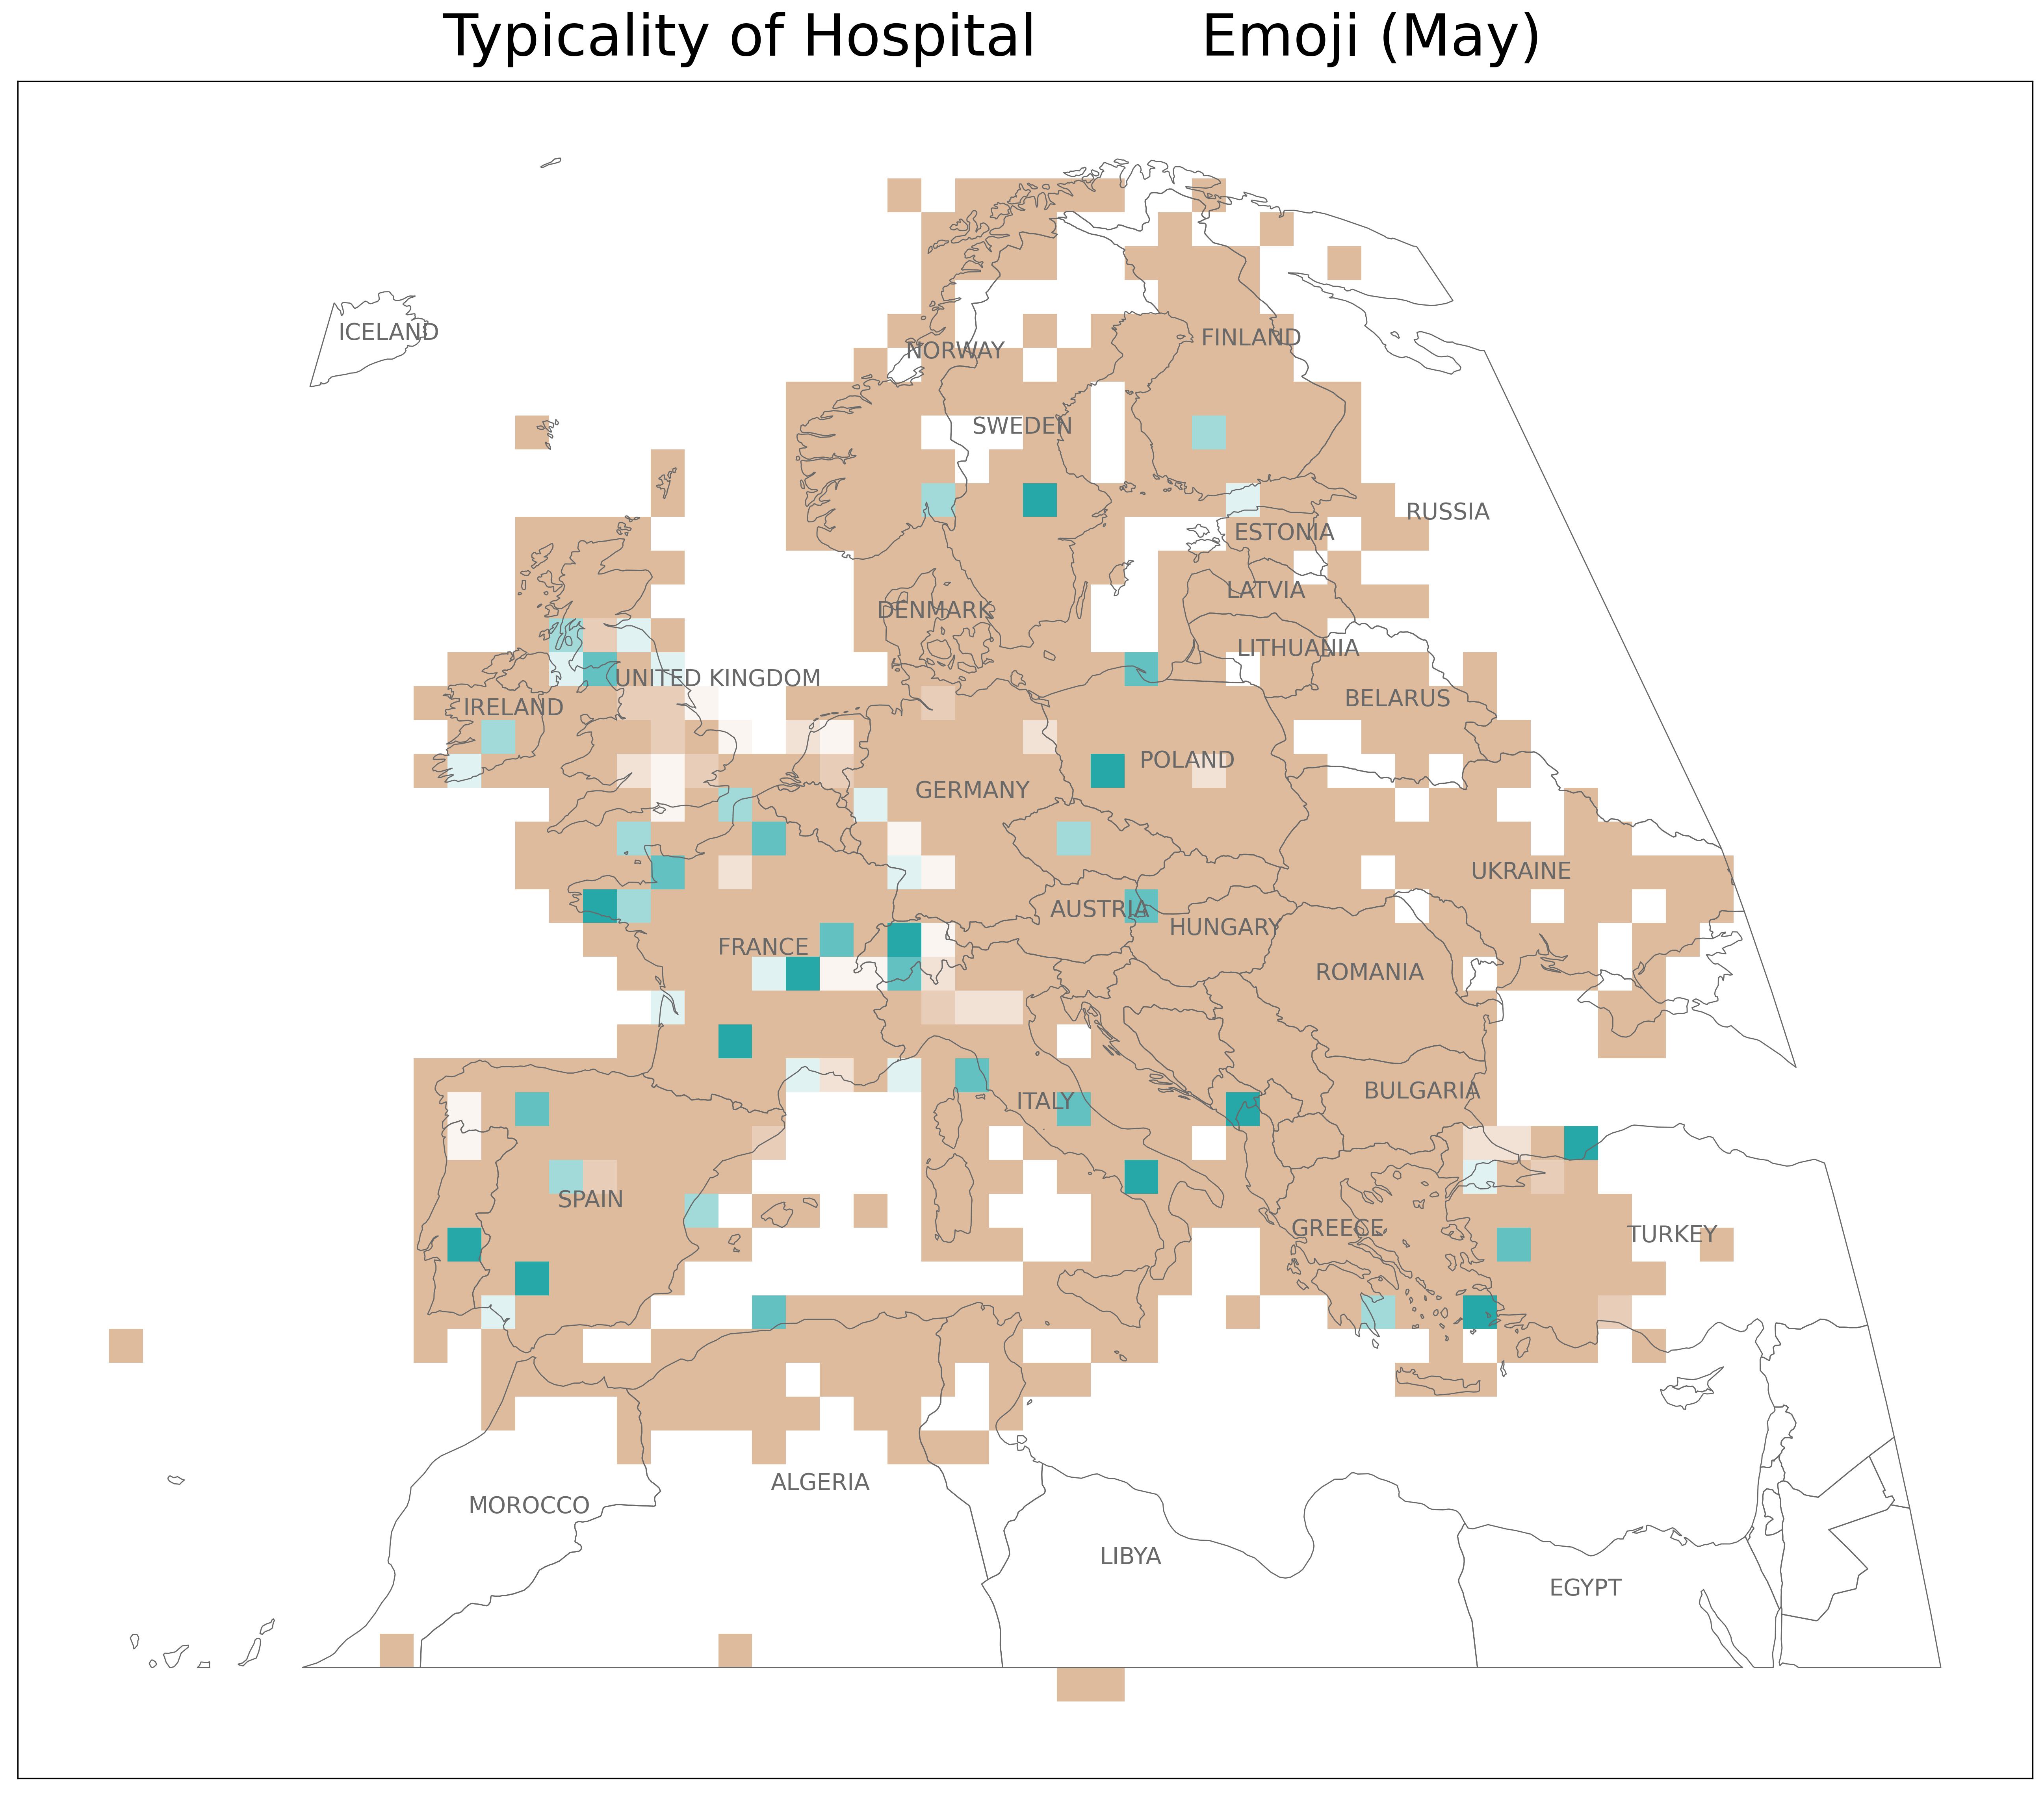 Typicality of Hospital Emoji (May)
ICELAND
NORWAY
FINLAND
SWEDEN
RUSSIA
ESTONIA
LATVIA
DENMARK
LITHUANIA
UNITED KINGDOM
IRELAND
BELARUS
POLAND
GERMANY
UKRAINE
AUSTRIA
HUNGARY
FRANCE
ROMANIA
BULGARIA
ITALY
SPAIN
GREECE
TURKEY
ALGERIA
MOROCCO
LIBYA
EGYPT